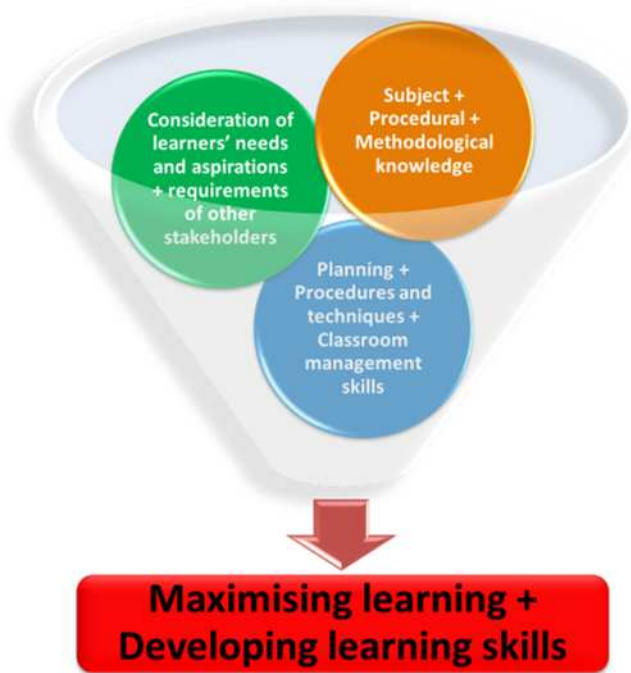 Consideration of
learners' needs
and aspirations
+ requirements
of other
stakeholders
Subject +
Procedural +
Methodological
knowledge
Planning +
Procedures and
techniques +
Classroom
management
skills
Maximising learning +
Developing learning skills